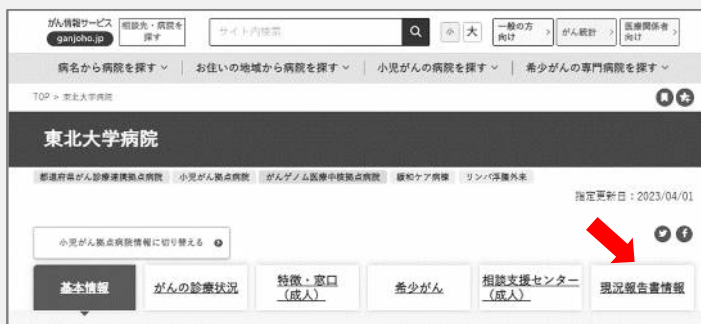 がん情報サービス
ganjoho.jp
相談先・病院を
探す
サイト内検索
小
大
一般の方
向け
がん統計
医療関係者
向け
病名から病院を探す
お住いの地域から病院を探す
小児がんの病院を探す
希少がんの専門病院を探す
TOP > 東北大学病院
東北大学病院
都道府県がん診療連携拠点病院 小児がん拠点病院 がんゲノム医療中核拠点病院 緩和ケア病棟 リンパ浮腫外来
指定更新日:2023/04/01
小児がん拠点病院情報に切り替える
基本情報
がんの診療状況
特徴・窓口
(成人)
希少がん
相談支援センター
(成人)
現況報告書情報